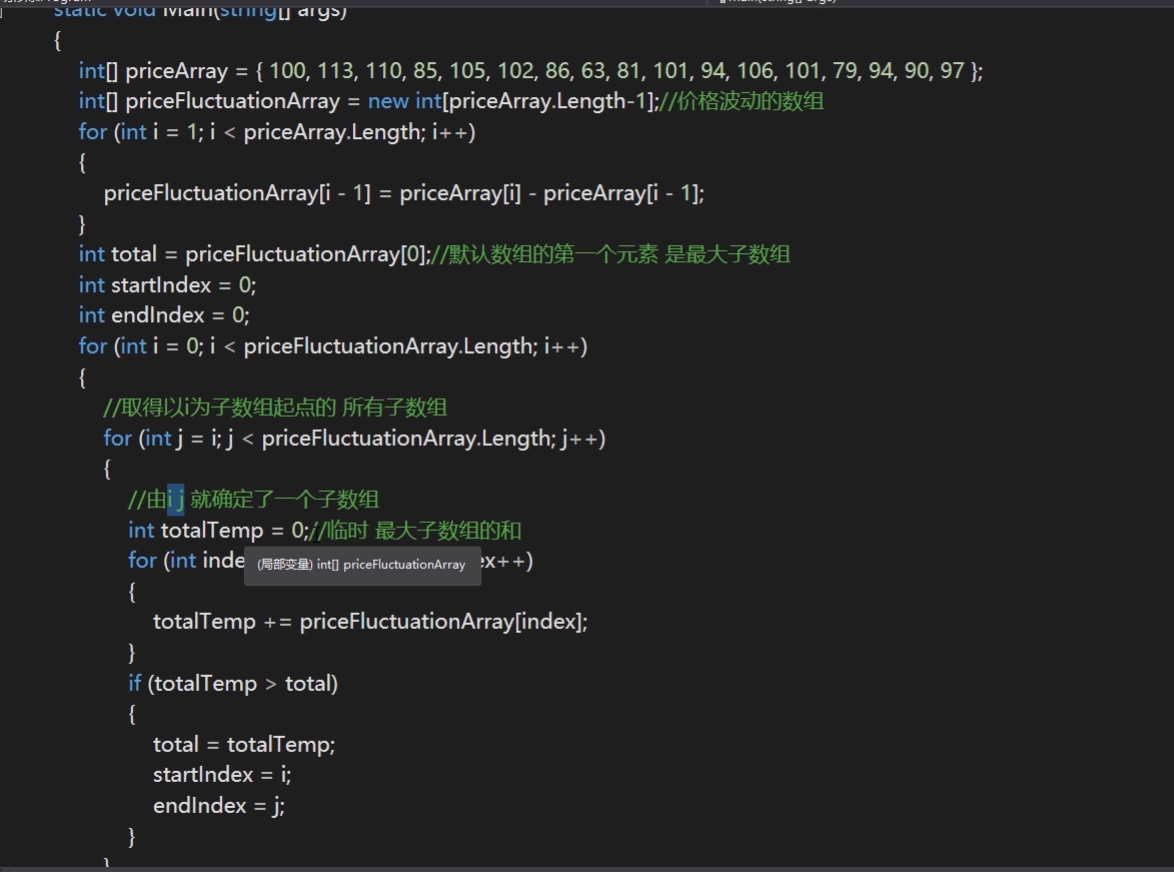 static void Main(string[] args)
{
int[] priceArray = { 100, 113, 110, 85, 105, 102, 86, 63, 81, 101, 94, 106, 101, 79, 94, 90, 97 };
int[] priceFluctuationArray = new int[priceArray.Length-1];//价格波动的数组
for (int i = 1; i < priceArray.Length; i++)
{
priceFluctuationArray[i - 1] = priceArray[i] - priceArray[i - 1];
}
int total = priceFluctuationArray[0];//默认数组的第一个元素 是最大子数组
int startIndex = 0;
int endIndex = 0;
for (int i = 0; i < priceFluctuationArray.Length; i++)
{
//取得以i为子数组起点的 所有子数组
for (int j = i; j < priceFluctuationArray.Length; j++)
{
//由i j 就确定了一个子数组
int totalTemp = 0;//临时 最大子数组的和
for (int inde
(局部变量) int[] priceFluctuationArray
x++)
{
totalTemp += priceFluctuationArray[index];
}
if (totalTemp > total)
{
total = totalTemp;
startIndex = i;
endIndex = j;
}
}